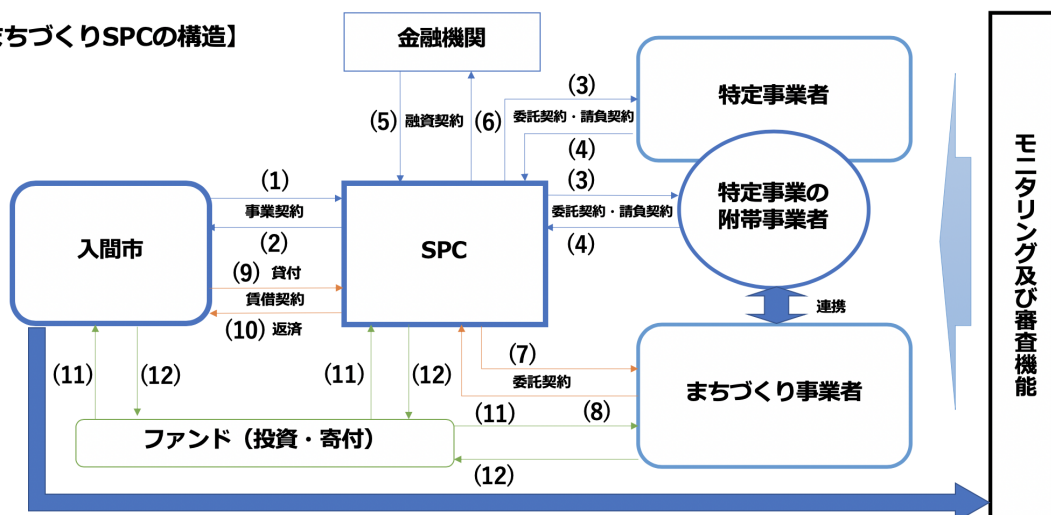 まちづくりSPCの構造】
金融機関
特定事業者
(5) 融資契約 (6)
(3)
委託契約・請負契約
(4)
入間市
(1)
事業契約
(2)
(9) 貸付
賃借契約
(10) 返済
SPC
(3)
委託契約・請負契約
(4)
特定事業の
附帯事業者
連携
(7)
委託契約
(8)
まちづくり事業者
(11)
(12)
(11)
(12)
(11)
(12)
ファンド（投資・寄付）
モニタリング及び審査機能